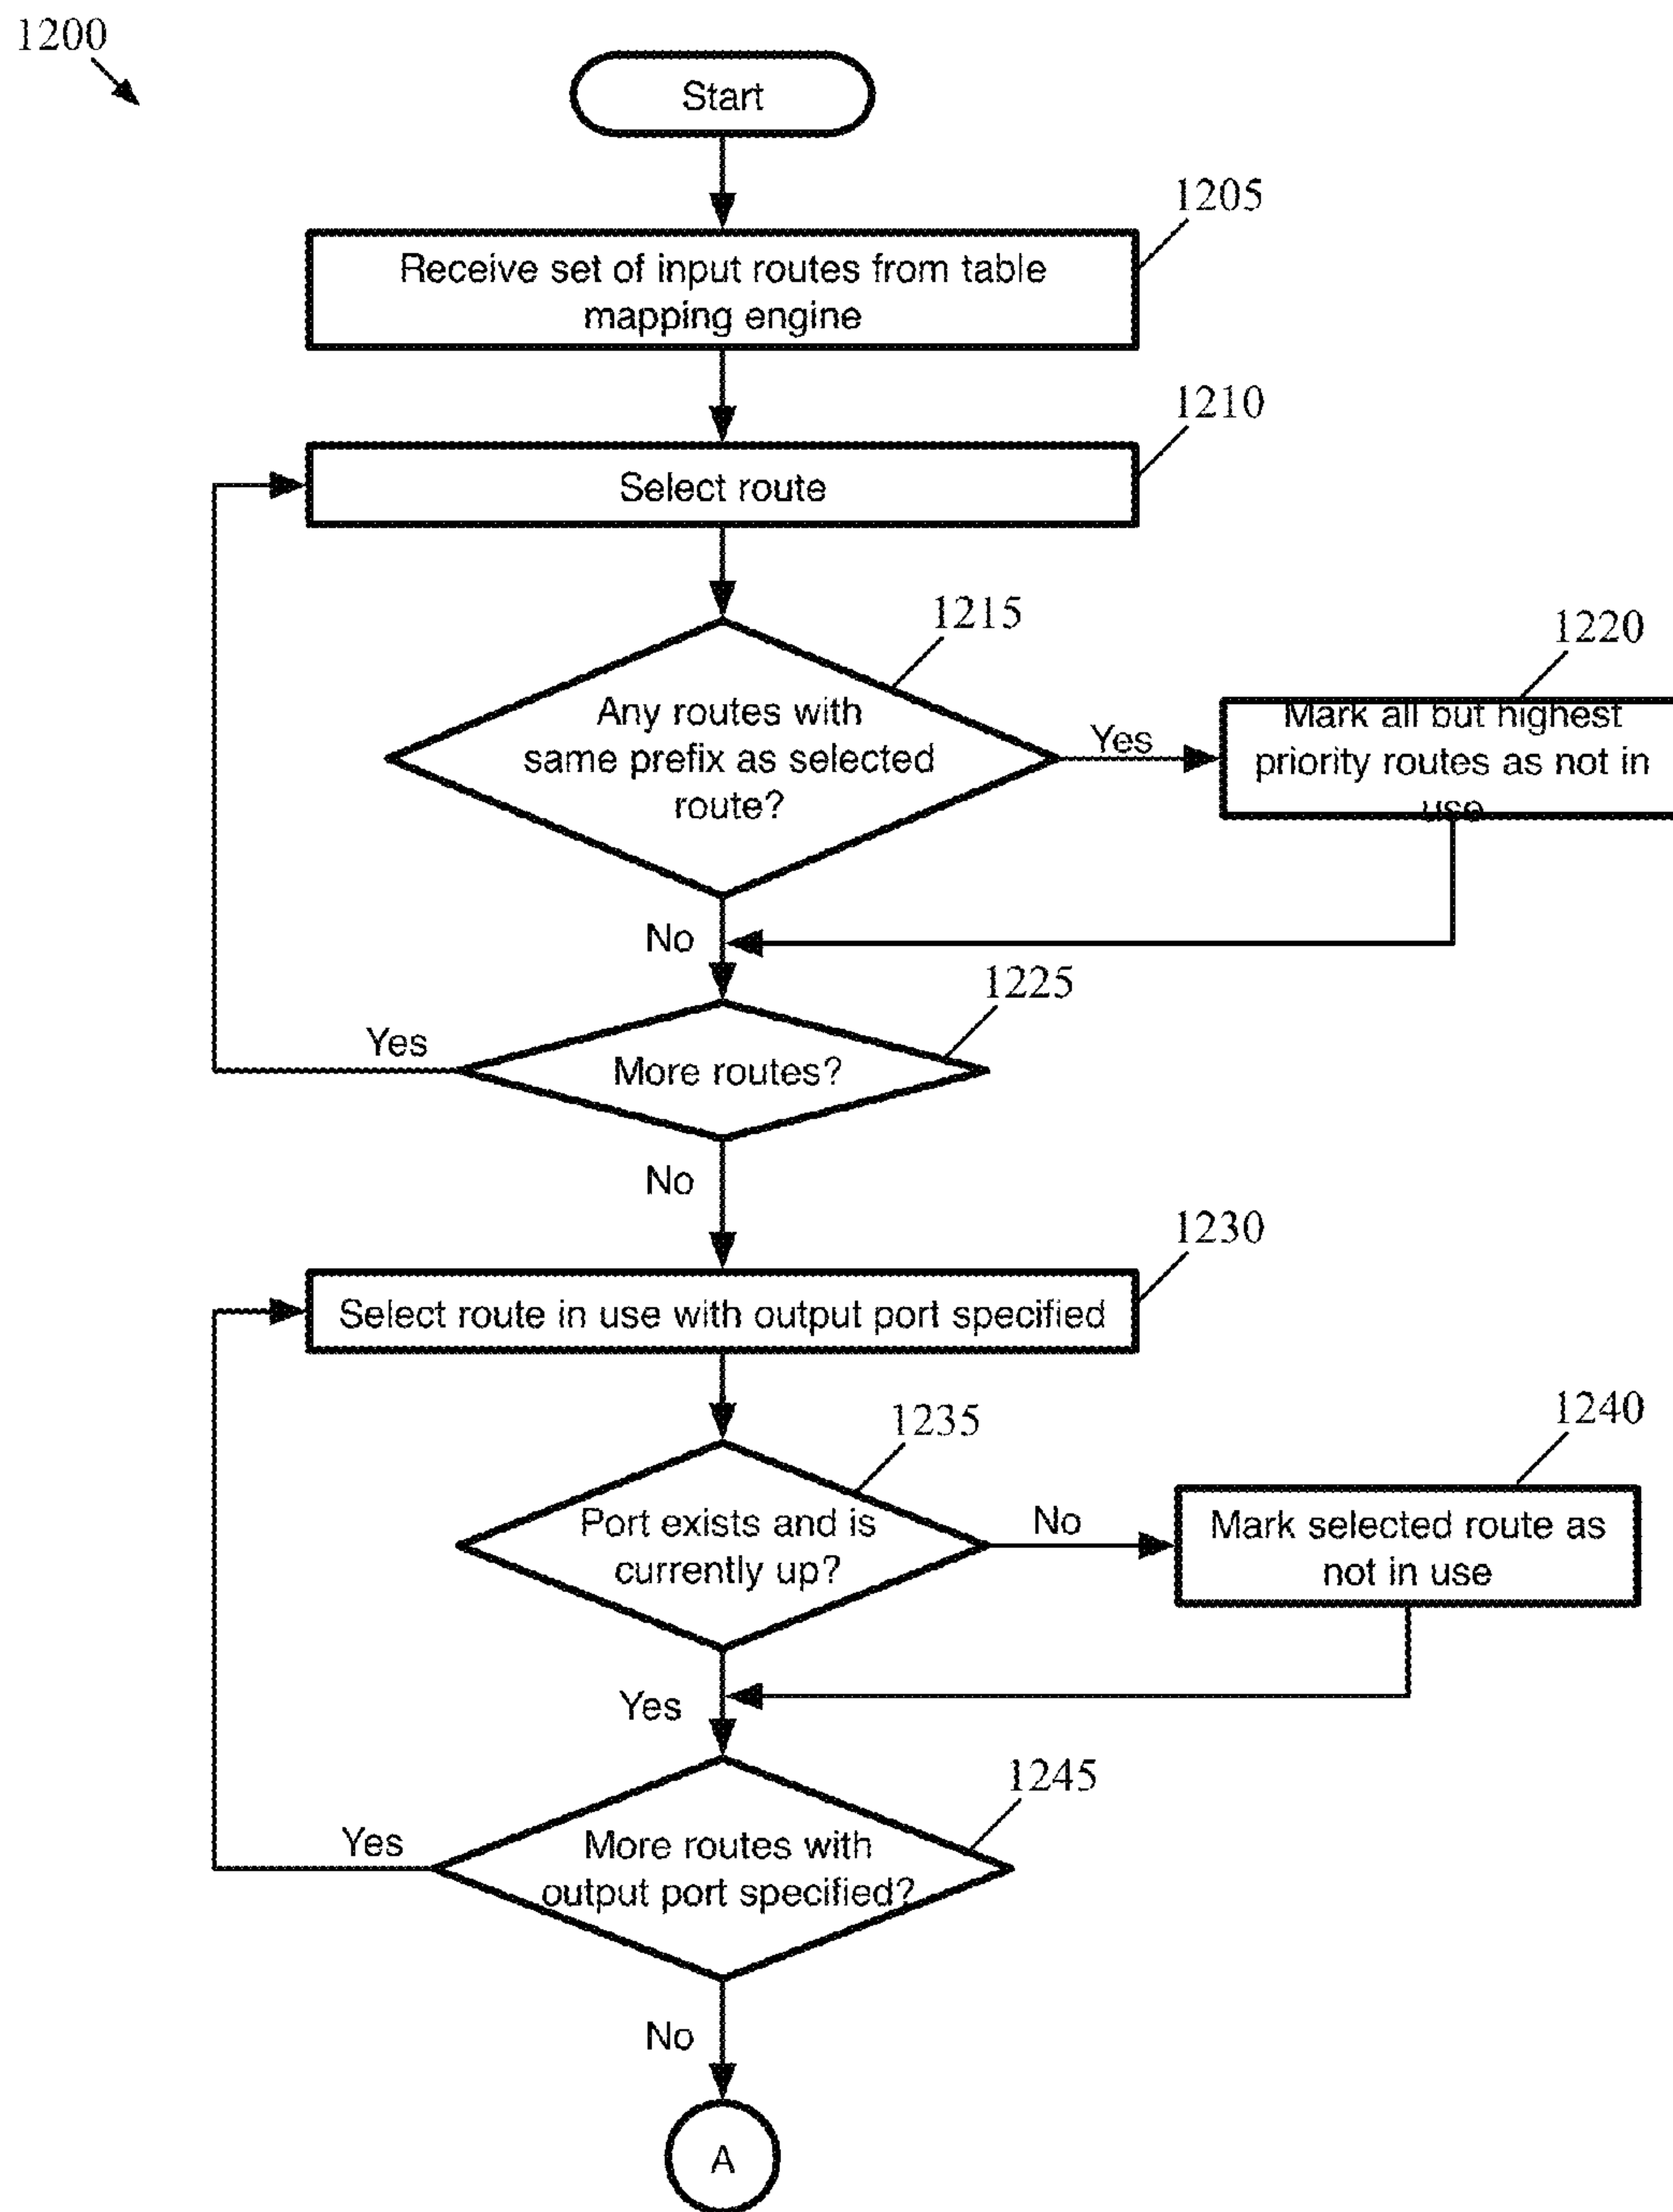 1200
Start
1205
Receive set of input routes from table
mapping engine
1210
Select route
1215
Any routes with
same prefix as selected
route?
Yes
1220
Mark all but highest
priority routes as not in
use
No
1225
More routes?
Yes
No
1230
Select route in use with output port specified
1235
Port exists and is
currently up?
No
1240
Mark selected route as
not in use
Yes
1245
More routes with
output port specified?
Yes
No
A